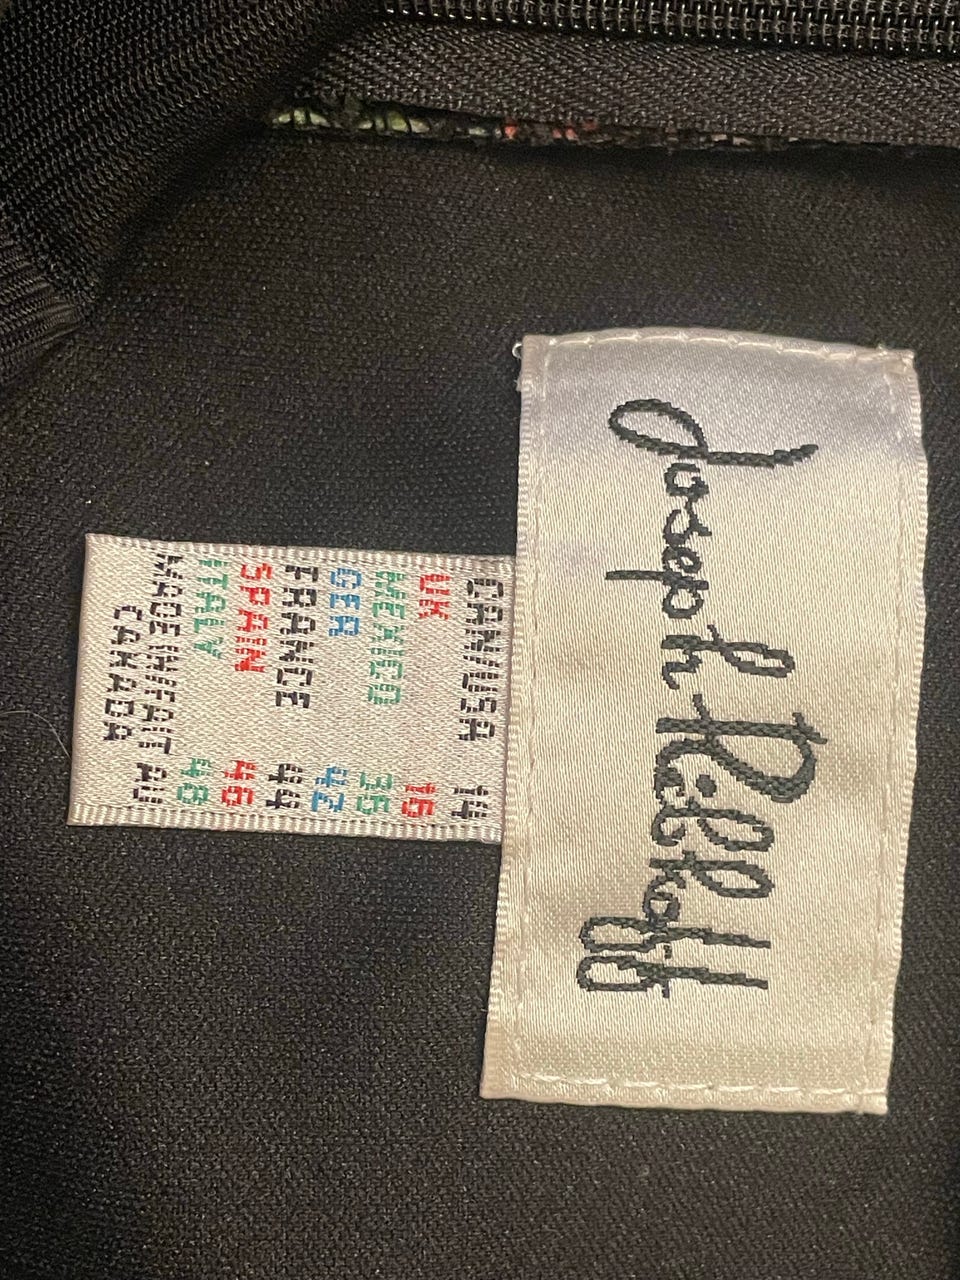 Joseph Ribkoff
CAN/USA 14
UK 16
MEXICO 36
GER 42
FRANCE 44
SPAIN 46
ITALY 48
MADE IN/FAIT AU
CANADA